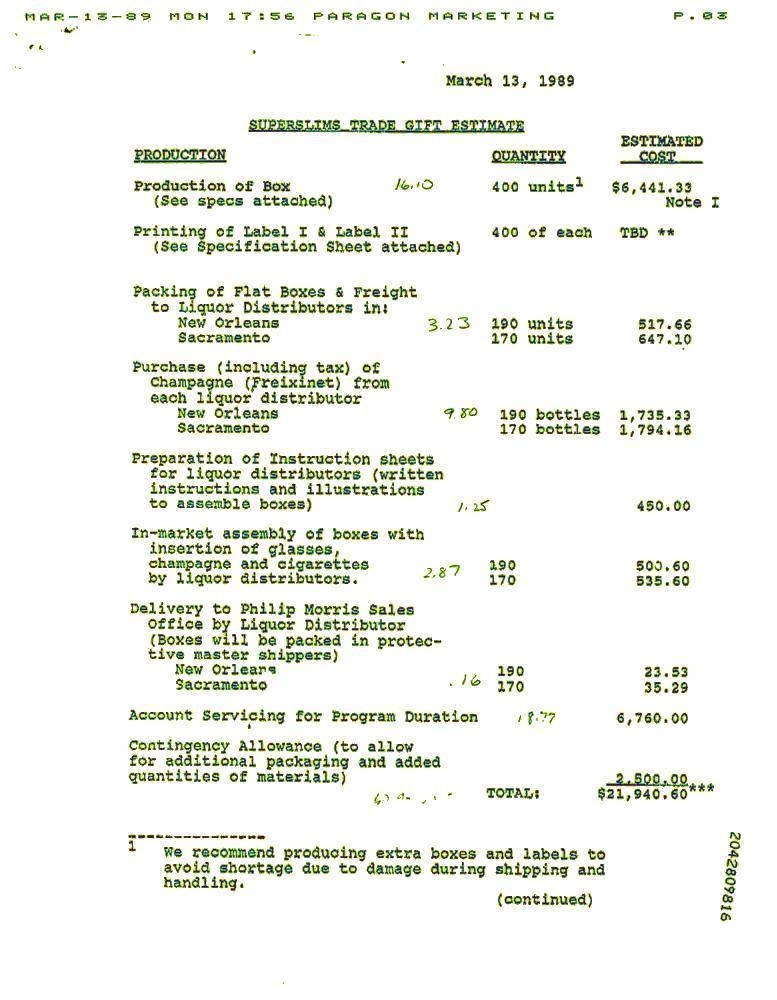 MAR-13-89 MON 17:56 PARAGON MARKETING P.03
March 13, 1989
SUPERSLIMS TRADE GIFT ESTIMATE
ESTIMATED
PRODUCTION QUANTITY COST
Production of Box 16.10 400 units1 $6,441.33
(See specs attached) Note I
Printing of Label I & Label II 400 of each TBD **
(See Specification Sheet attached)
Packing of Flat Boxes & Freight
to Liquor Distributors in:
New Orleans 3.23 190 units 517.66
Sacramento 170 units 647.10
Purchase (including tax) of
Champagne (Freixinet) from
each liquor distributor
New Orleans 9.80 190 bottles 1,735.33
Sacramento 170 bottles 1,794.16
Preparation of Instruction sheets
for liquor distributors (written
instructions and illustrations
to assemble boxes) 1.25 450.00
In-market assembly of boxes with
insertion of glasses,
champagne and cigarettes 2.87 190 500.60
by liquor distributors. 170 535.60
Delivery to Philip Morris Sales
Office by Liquor Distributor
(Boxes will be packed in protec-
tive master shippers)
New Orleans 190 23.53
Sacramento .16 170 35.29
Account Servicing for Program Duration 18.77 6,760.00
Contingency Allowance (to allow
for additional packaging and added
quantities of materials) 2,500.00
TOTAL: $21,940.60***
1 We recommend producing extra boxes and labels to
avoid shortage due to damage during shipping and
handling.
(continued)
2042809816